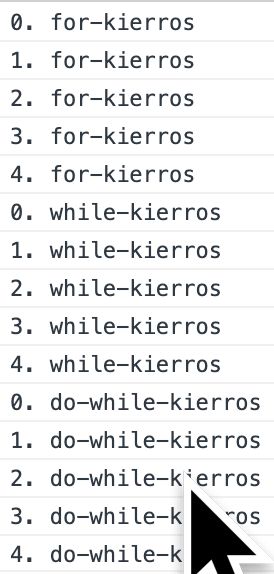 0. for-kierros
1. for-kierros
2. for-kierros
3. for-kierros
4. for-kierros
0. while-kierros
1. while-kierros
2. while-kierros
3. while-kierros
4. while-kierros
0. do-while-kierros
1. do-while-kierros
2. do-while-kierros
3. do-while-k ros
4. do-while-k